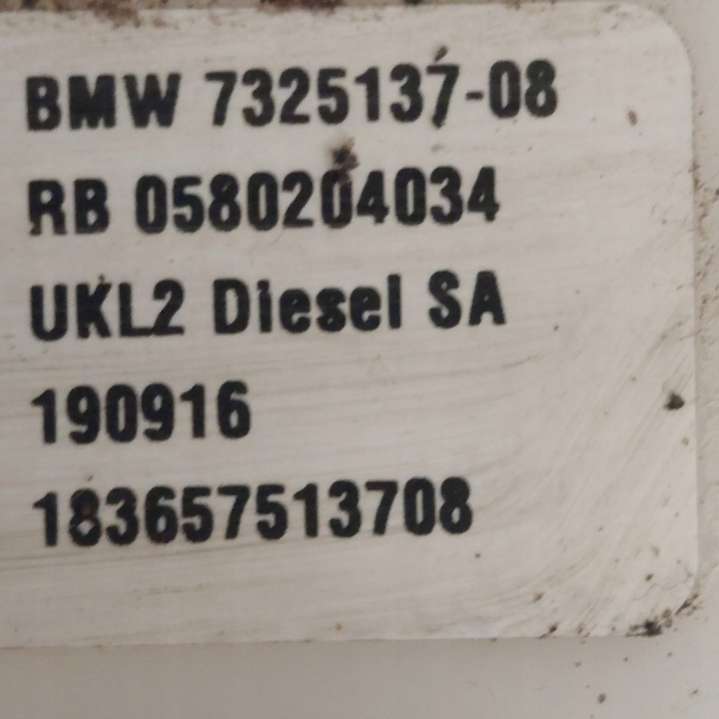 BMW 7325137-08
RB 0580204034
UKL2 Diesel SA
190916
183657513708